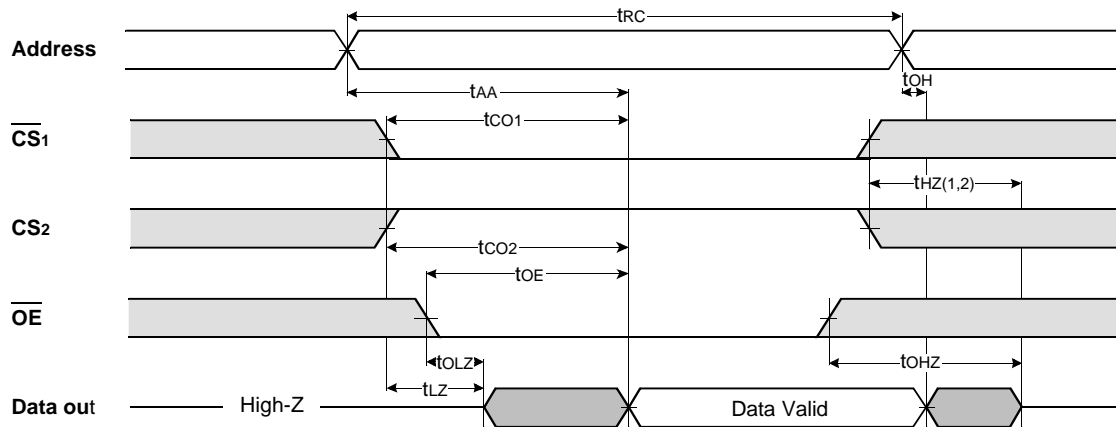 tRC
Address
tOH
tAA
tCO1
CS1
tHZ(1,2)
CS2
tCO2
tOE
OE
tOLZ
tOHZ
tLZ
Data out
High-Z
Data Valid